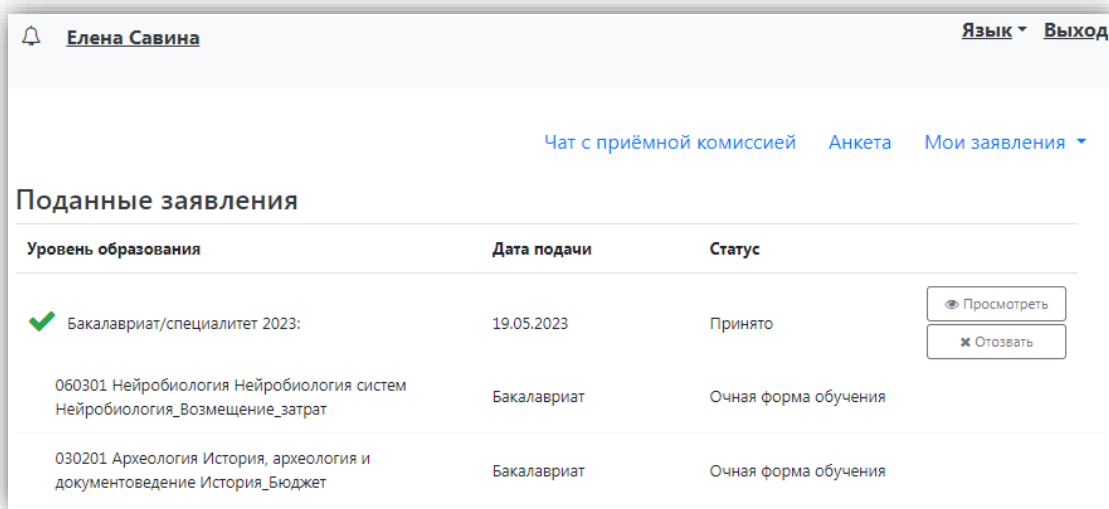 Елена Савина Язык Выход
Чат с приёмной комиссией Анкета Мои заявления
Поданные заявления
Уровень образования Дата подачи Статус
Бакалавриат/специалитет 2023: 19.05.2023 Принято Просмотреть
Отозвать
060301 Нейробиология Нейробиология систем
Нейробиология_Возмещение_затрат Бакалавриат Очная форма обучения
030201 Археология История, археология и
документоведение История_Бюджет Бакалавриат Очная форма обучения